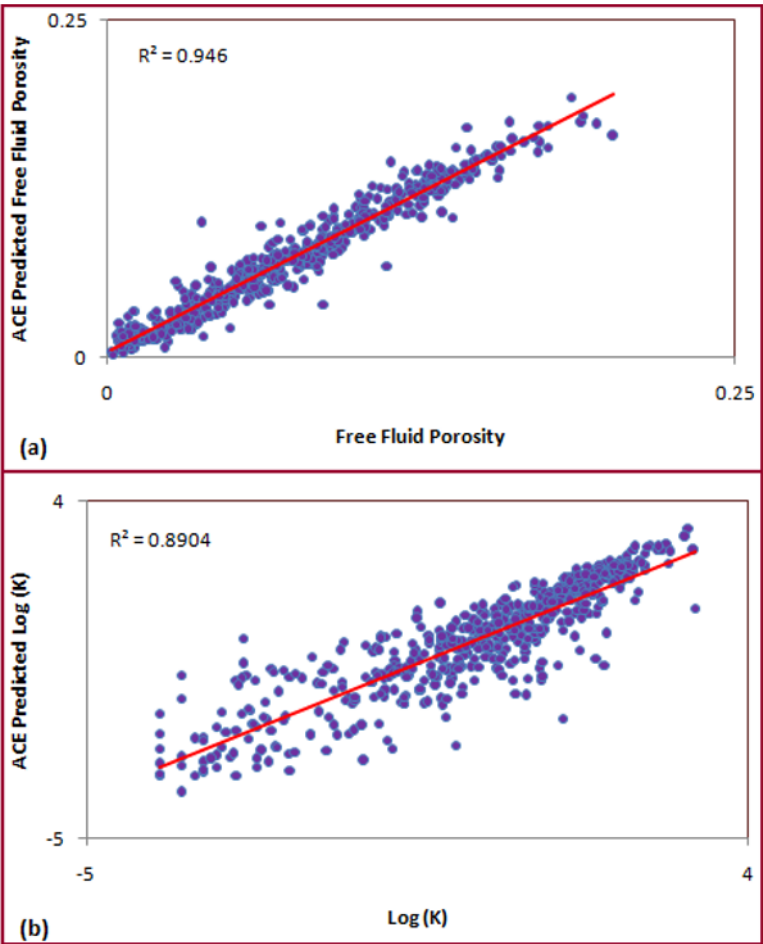 0.25
R² = 0.946
ACE Predicted Free Fluid Porosity
0
0
0.25
Free Fluid Porosity
(a)
4
R² = 0.8904
ACE Predicted Log (K)
-5
-5
4
Log (K)
(b)